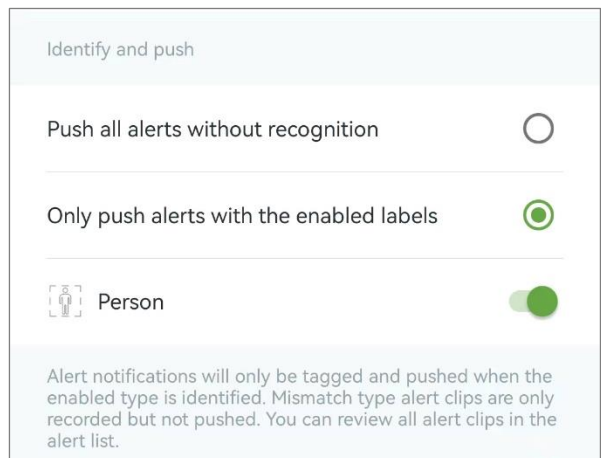 Identify and push
Push all alerts without recognition
Only push alerts with the enabled labels
Person
Alert notifications will only be tagged and pushed when the
enabled type is identified. Mismatch type alert clips are only
recorded but not pushed. You can review all alert clips in the
alert list.